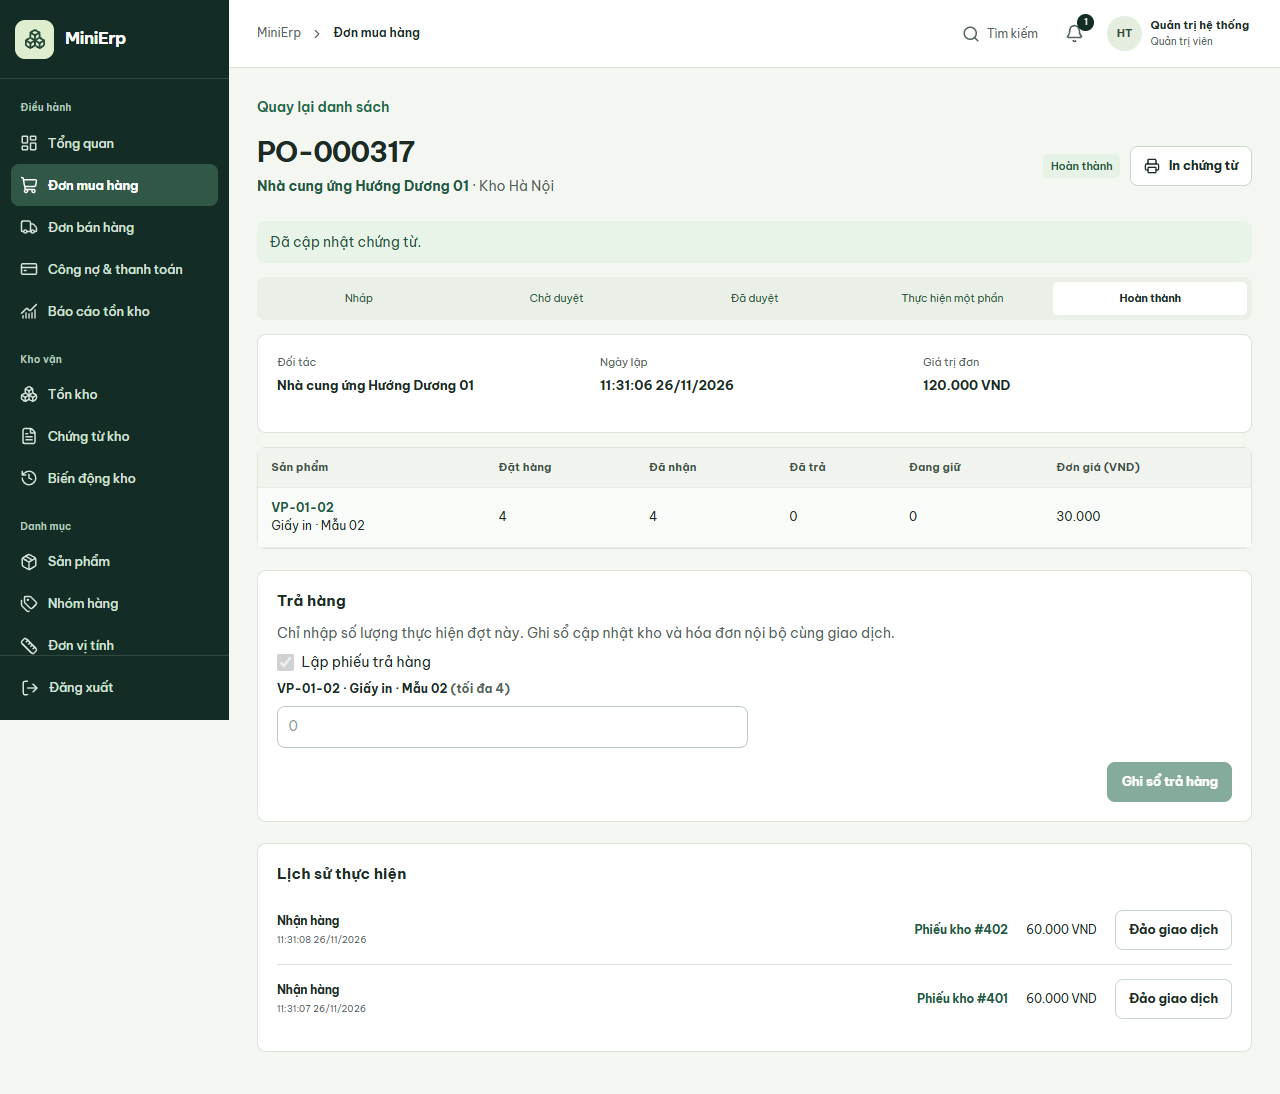 MiniErp
Điều hành
Tổng quan
Đơn mua hàng
Đơn bán hàng
Công nợ & thanh toán
Báo cáo tồn kho
Kho vận
Tồn kho
Chứng từ kho
Biến động kho
Danh mục
Sản phẩm
Nhóm hàng
Đơn vị tính
Đăng xuất
MiniErp > Đơn mua hàng
Tìm kiếm
1
HT
Quản trị hệ thống
Quản trị viên
Quay lại danh sách
PO-000317
Nhà cung ứng Hướng Dương 01 · Kho Hà Nội
Hoàn thành
In chứng từ
Đã cập nhật chứng từ.
Nháp Chờ duyệt Đã duyệt Thực hiện một phần Hoàn thành
Đối tác Ngày lập Giá trị đơn
Nhà cung ứng Hướng Dương 01 11:31:06 26/11/2026 120.000 VND
Sản phẩm Đặt hàng Đã nhận Đã trả Đang giữ Đơn giá (VND)
VP-01-02
Giấy in · Mẫu 02
4 4 0 0 30.000
Trả hàng
Chỉ nhập số lượng thực hiện đợt này. Ghi sổ cập nhật kho và hóa đơn nội bộ cùng giao dịch.
Lập phiếu trả hàng
VP-01-02 · Giấy in · Mẫu 02 (tối đa 4)
0
Ghi sổ trả hàng
Lịch sử thực hiện
Nhận hàng
11:31:08 26/11/2026
Phiếu kho #402 60.000 VND Đảo giao dịch
Nhận hàng
11:31:07 26/11/2026
Phiếu kho #401 60.000 VND Đảo giao dịch